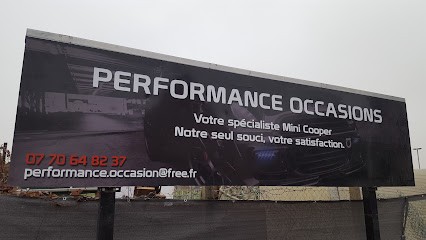 PERFORMANCE OCCASIONS
Votre spécialiste Mini Cooper
Notre seul souci, votre satisfaction.
07 70 64 82 37
performance.occasion@free.fr